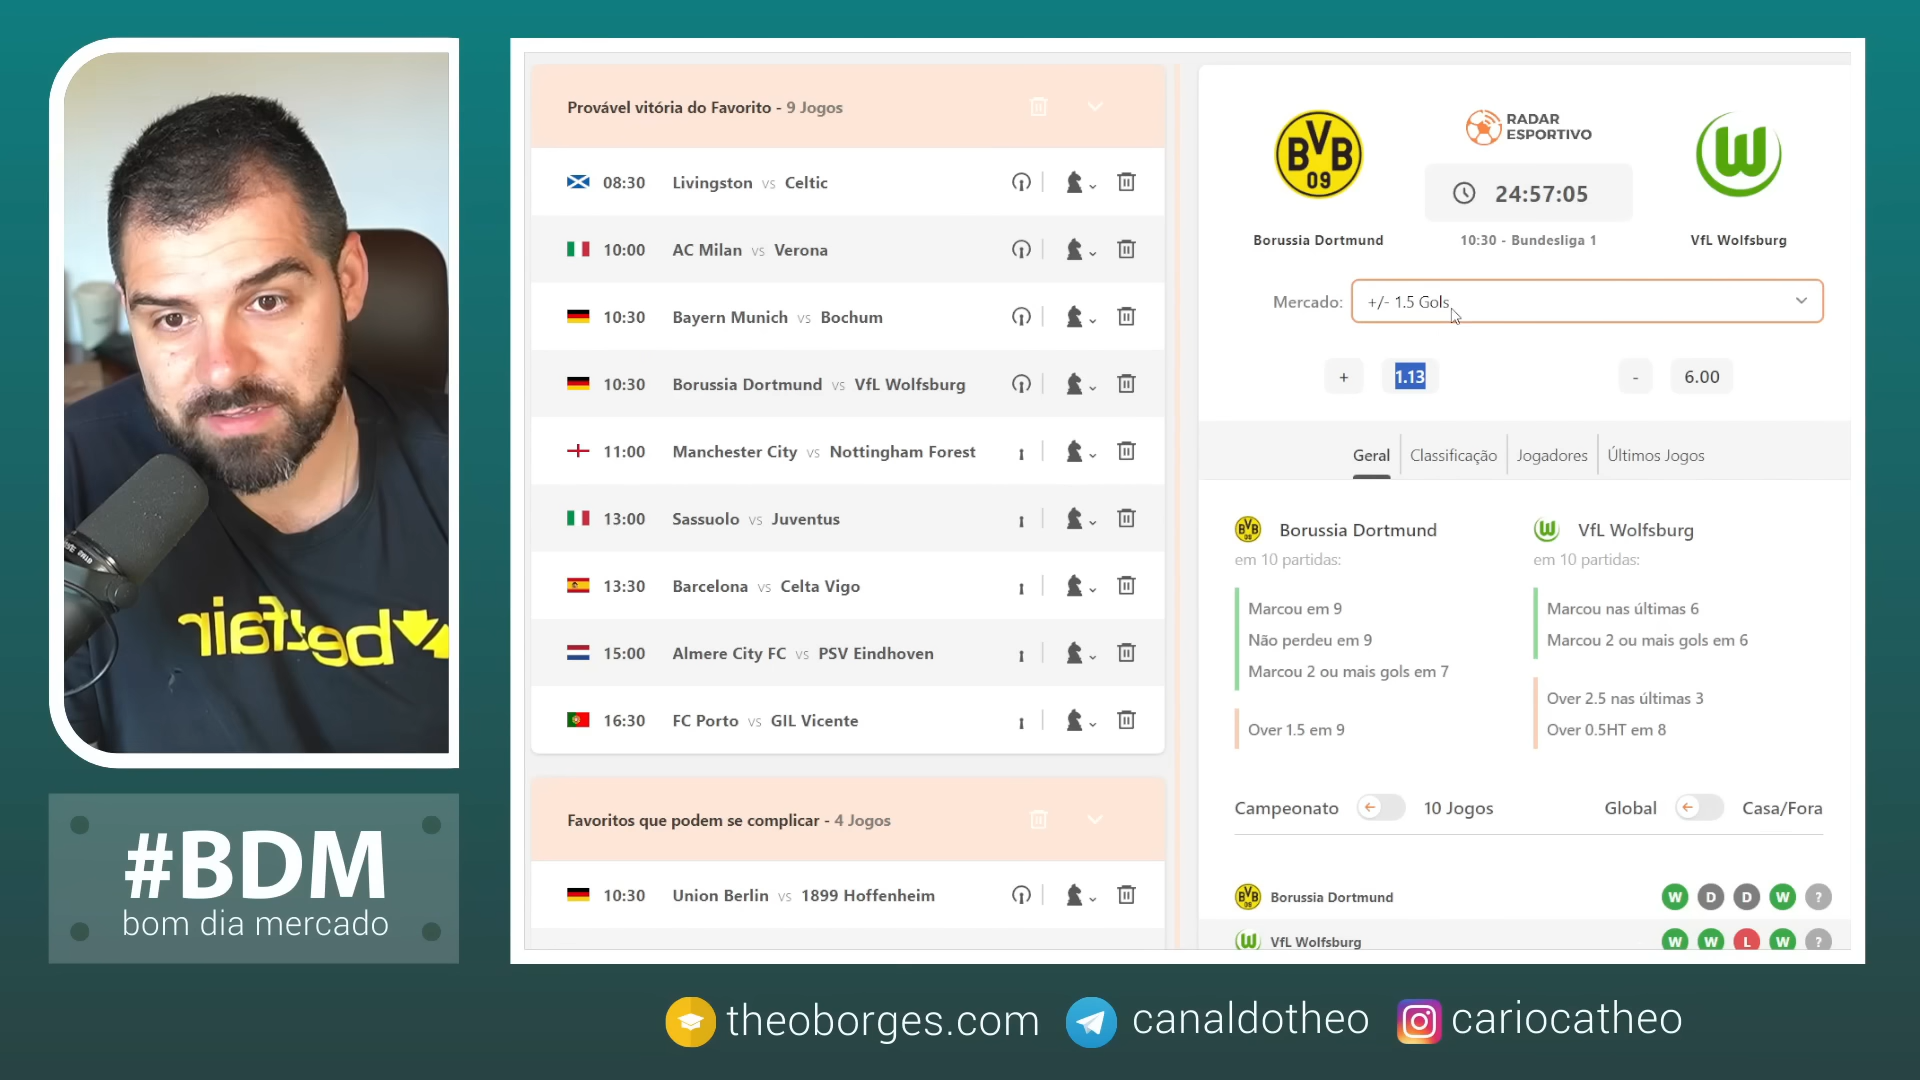 betfair
#BDM
bom dia mercado
Provável vitória do Favorito - 9 Jogos
08:30 Livingston vs Celtic
10:00 AC Milan vs Verona
10:30 Bayern Munich vs Bochum
10:30 Borussia Dortmund vs VfL Wolfsburg
11:00 Manchester City vs Nottingham Forest
13:00 Sassuolo vs Juventus
13:30 Barcelona vs Celta Vigo
15:00 Almere City FC vs PSV Eindhoven
16:30 FC Porto vs GIL Vicente
Favoritos que podem se complicar - 4 Jogos
10:30 Union Berlin vs 1899 Hoffenheim
BVB 09
RADAR ESPORTIVO
W
24:57:05
Borussia Dortmund
10:30 - Bundesliga 1
VfL Wolfsburg
Mercado: +/- 1.5 Gols
+ 1.13 - 6.00
Geral Classificação Jogadores Últimos Jogos
Borussia Dortmund
em 10 partidas:
Marcou em 9
Não perdeu em 9
Marcou 2 ou mais gols em 7
Over 1.5 em 9
VfL Wolfsburg
em 10 partidas:
Marcou nas últimas 6
Marcou 2 ou mais gols em 6
Over 2.5 nas últimas 3
Over 0.5HT em 8
Campeonato 10 Jogos Global Casa/Fora
Borussia Dortmund W D D W ?
VfL Wolfsburg W W L W ?
theoborges.com canaldotheo cariocatheo